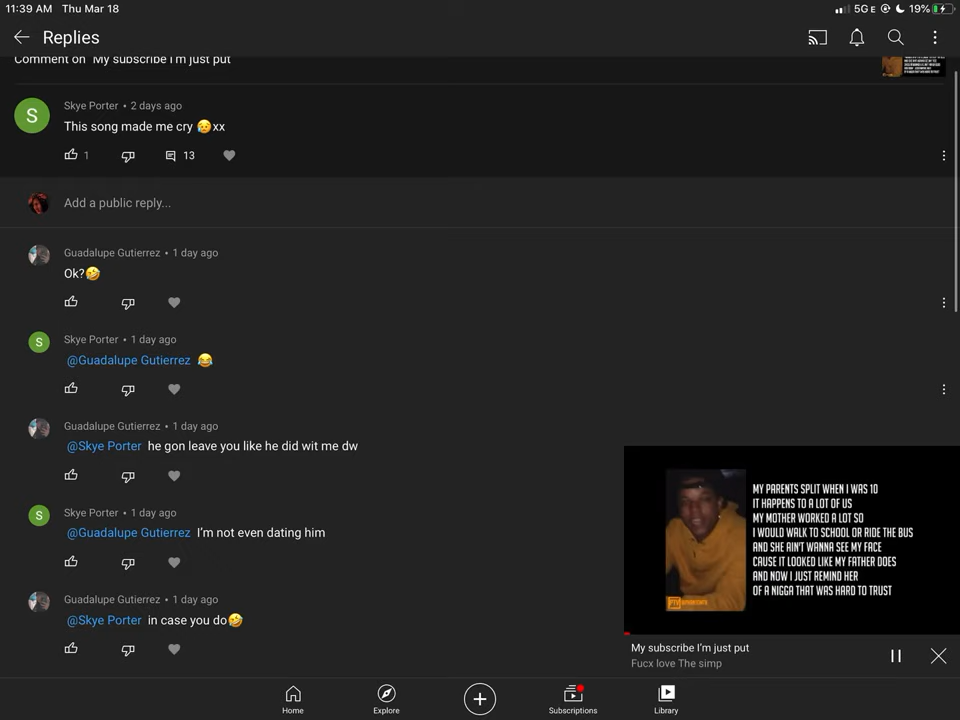 11:39 AM Thu Mar 18
5G E 19%
Replies
Comment on "My subscribe I'm just put
S
Skye Porter • 2 days ago
This song made me cry 😥xx
1 13
Add a public reply...
Guadalupe Gutierrez • 1 day ago
Ok?🤣
S
Skye Porter • 1 day ago
@Guadalupe Gutierrez 😂
Guadalupe Gutierrez • 1 day ago
@Skye Porter he gon leave you like he did wit me dw
S
Skye Porter • 1 day ago
@Guadalupe Gutierrez I'm not even dating him
Guadalupe Gutierrez • 1 day ago
@Skye Porter in case you do🤣
MY PARENTS SPLIT WHEN I WAS 10
IT HAPPENS TO A LOT OF US
MY MOTHER WORKED A LOT SO
I WOULD WALK TO SCHOOL OR RIDE THE BUS
AND SHE AIN'T WANNA SEE MY FACE
CAUSE IT LOOKED LIKE MY FATHER DOES
AND NOW I JUST REMIND HER
OF A NIGGA THAT WAS HARD TO TRUST
My subscribe I'm just put
Fucx love The simp
Home
Explore
Subscriptions
Library